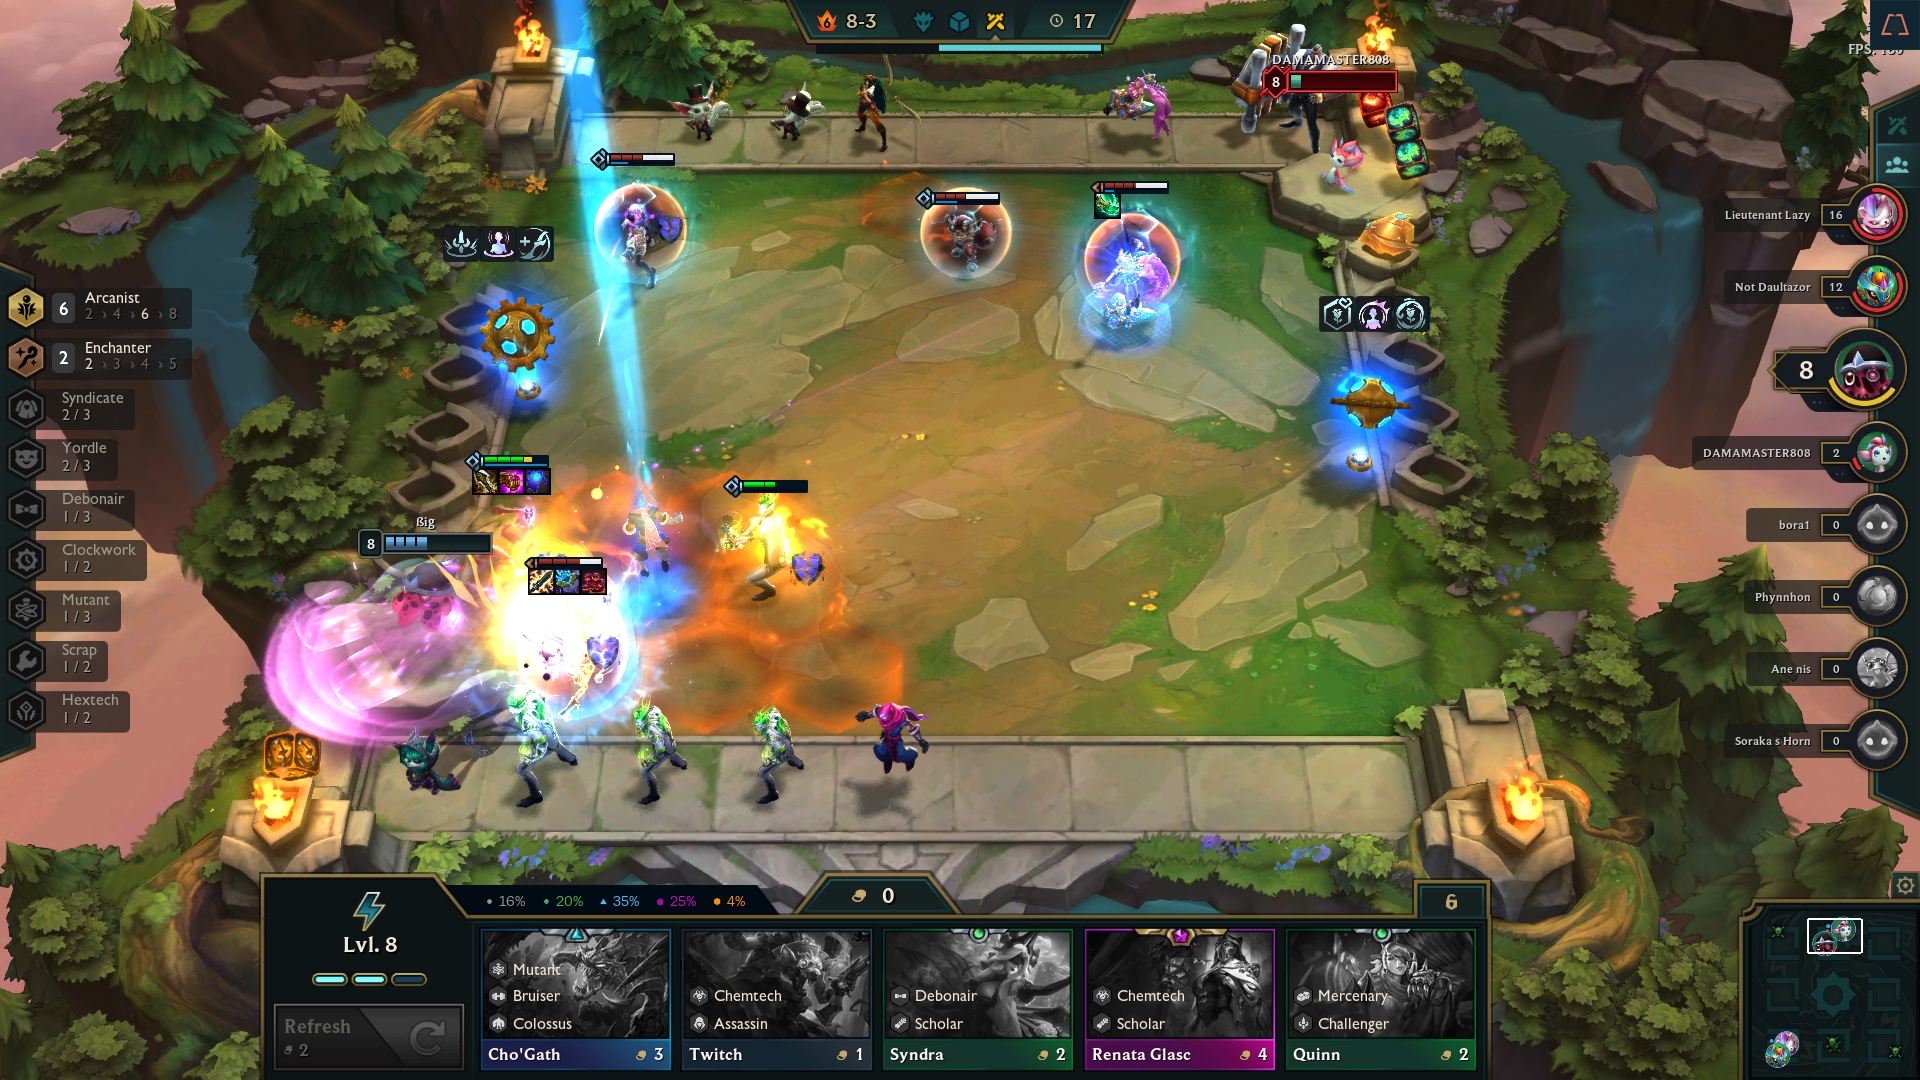 8-3
17
DAMAMASTER808
8
FPS:
Lieutenant Lazy 16
Not Daultazor 12
8
DAMAMASTER808 2
bora1 0
Phynnhon 0
Ane nis 0
Soraka s Horn 0
6 Arcanist
2 › 4 › 6 › 8
2 Enchanter
2 › 3 › 4 › 5
Syndicate
2 / 3
Yordle
2 / 3
Debonair
1 / 3
Clockwork
1 / 2
Mutant
1 / 3
Scrap
1 / 2
Hextech
1 / 2
ßig
8
16% 20% 35% 25% 4%
0
6
Lvl. 8
Refresh
2
Mutant
Bruiser
Colossus
Cho'Gath 3
Chemtech
Assassin
Twitch 1
Debonair
Scholar
Syndra 2
Chemtech
Scholar
Renata Glasc 4
Mercenary
Challenger
Quinn 2